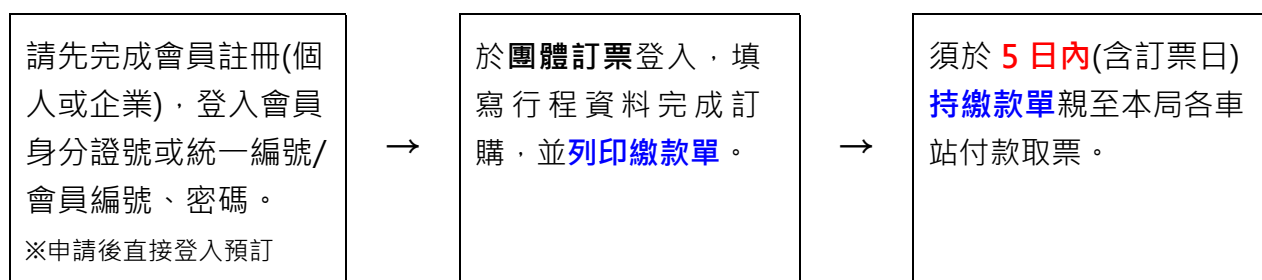 請先完成會員註冊(個
人或企業)，登入會員
身分證號或統一編號/
會員編號、密碼。
※申請後直接登入預訂
→
於團體訂票登入，填
寫行程資料完成訂
購，並列印繳款單。
→
須於 5 日內(含訂票日)
持繳款單親至本局各車
站付款取票。